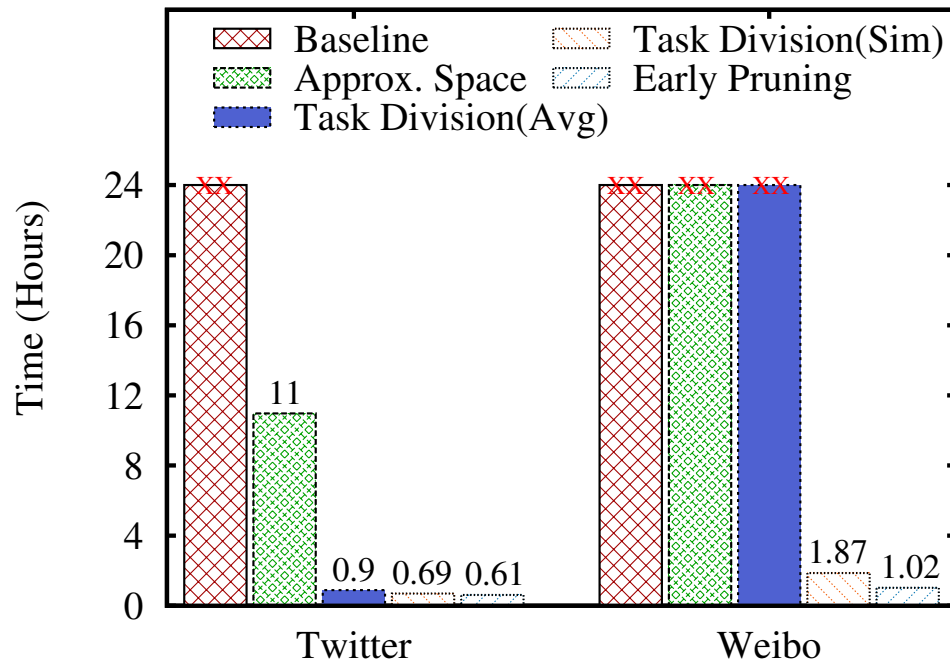 Baseline
Approx. Space
Task Division(Avg)
Task Division(Sim)
Early Pruning
Time (Hours)
24
20
16
12
8
4
0
XX
11
0.9
0.69
0.61
XX
XX
XX
1.87
1.02
Twitter
Weibo